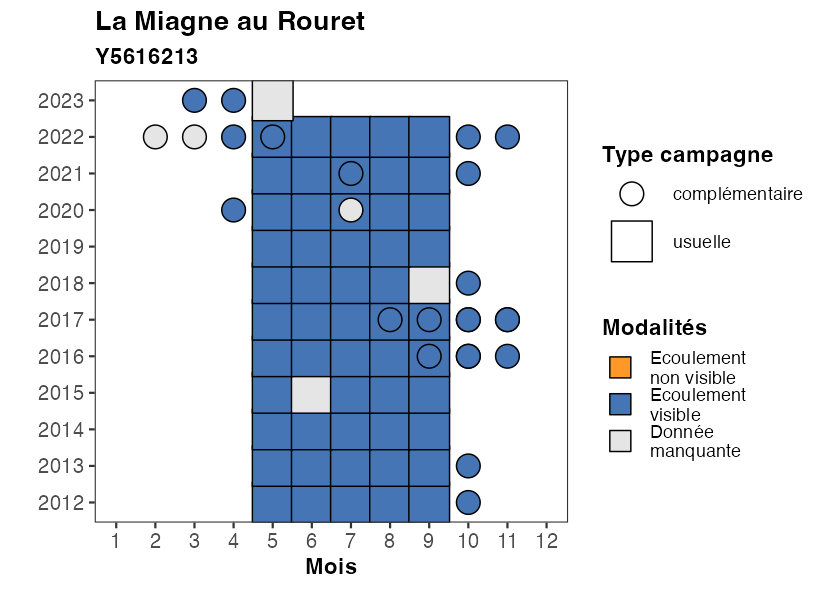 La Miagne au Rouret
Y5616213
2023
2022
2021
2020
2019
2018
2017
2016
2015
2014
2013
2012
1 2 3 4 5 6 7 8 9 10 11 12
Mois
Type campagne
complémentaire
usuelle
Modalités
Ecoulement
non visible
Ecoulement
visible
Donnée
manquante